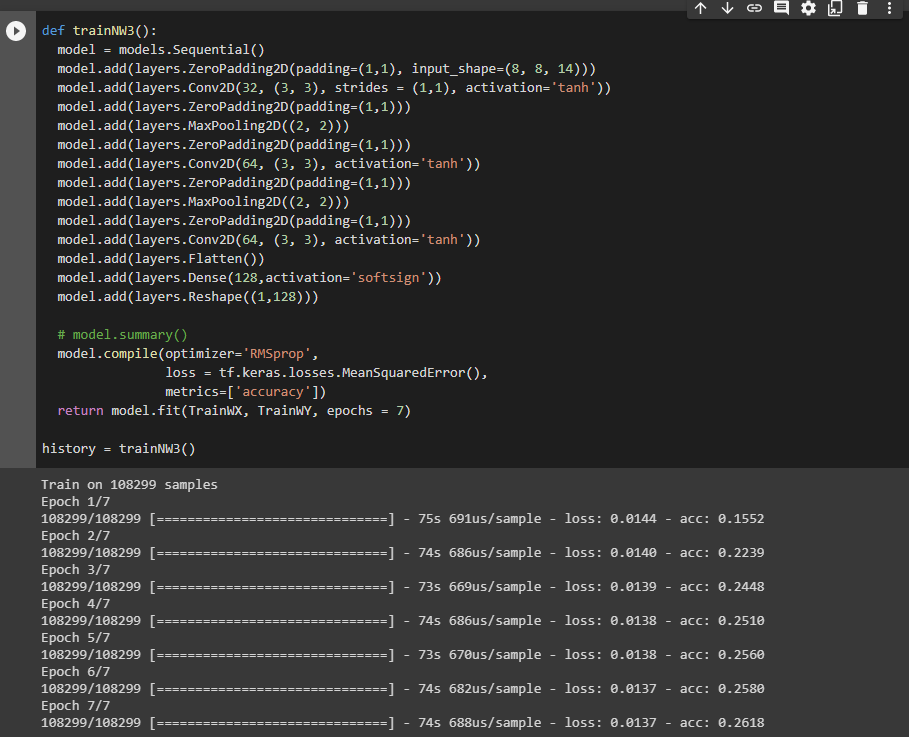 def trainNW3():
  model = models.Sequential()
  model.add(layers.ZeroPadding2D(padding=(1,1), input_shape=(8, 8, 14)))
  model.add(layers.Conv2D(32, (3, 3), strides = (1,1), activation='tanh'))
  model.add(layers.ZeroPadding2D(padding=(1,1)))
  model.add(layers.MaxPooling2D((2, 2)))
  model.add(layers.ZeroPadding2D(padding=(1,1)))
  model.add(layers.Conv2D(64, (3, 3), activation='tanh'))
  model.add(layers.ZeroPadding2D(padding=(1,1)))
  model.add(layers.MaxPooling2D((2, 2)))
  model.add(layers.ZeroPadding2D(padding=(1,1)))
  model.add(layers.Conv2D(64, (3, 3), activation='tanh'))
  model.add(layers.Flatten())
  model.add(layers.Dense(128,activation='softsign'))
  model.add(layers.Reshape((1,128)))

  # model.summary()
  model.compile(optimizer='RMSprop',
                loss = tf.keras.losses.MeanSquaredError(),
                metrics=['accuracy'])
  return model.fit(TrainWX, TrainWY, epochs = 7)

history = trainNW3()
Train on 108299 samples
Epoch 1/7
108299/108299 [==============================] - 75s 691us/sample - loss: 0.0144 - acc: 0.1552
Epoch 2/7
108299/108299 [==============================] - 74s 686us/sample - loss: 0.0140 - acc: 0.2239
Epoch 3/7
108299/108299 [==============================] - 73s 669us/sample - loss: 0.0139 - acc: 0.2448
Epoch 4/7
108299/108299 [==============================] - 74s 686us/sample - loss: 0.0138 - acc: 0.2510
Epoch 5/7
108299/108299 [==============================] - 73s 670us/sample - loss: 0.0138 - acc: 0.2560
Epoch 6/7
108299/108299 [==============================] - 74s 682us/sample - loss: 0.0137 - acc: 0.2580
Epoch 7/7
108299/108299 [==============================] - 74s 688us/sample - loss: 0.0137 - acc: 0.2618